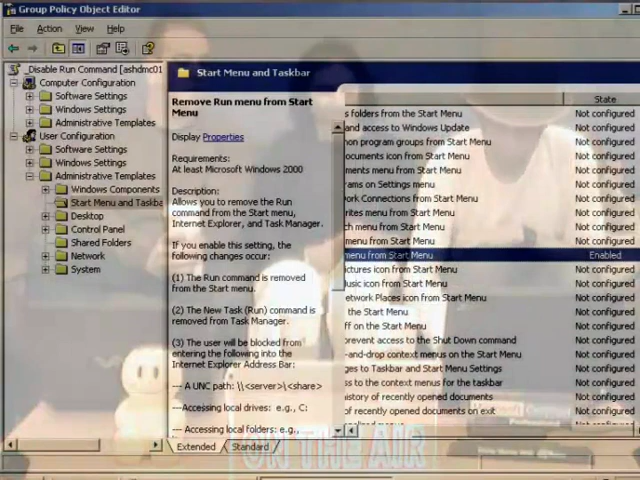 Group Policy Object Editor
File Action View Help
_Disable Run Command [ashdmc01
Computer Configuration
Software Settings
Windows Settings
Administrative Templates
User Configuration
Software Settings
Windows Settings
Administrative Templates
Windows Components
Start Menu and Taskba
Desktop
Control Panel
Shared Folders
Network
System
Start Menu and Taskbar
Remove Run menu from Start
Menu
Display Properties
Requirements:
At least Microsoft Windows 2000
Description:
Allows you to remove the Run
command from the Start menu,
Internet Explorer, and Task Manager.
If you enable this setting, the
following changes occur:
(1) The Run command is removed
from the Start menu.
(2) The New Task (Run) command is
removed from Task Manager.
(3) The user will be blocked from
entering the following into the
Internet Explorer Address Bar:
--- A UNC path: \\<server>\<share>
---Accessing local drives: e.g., C:
--- Accessing local folders: e.g.,
State
s folders from the Start Menu Not configured
and access to Windows Update Not configured
on program groups from Start Menu Not configured
ocuments icon from Start Menu Not configured
ments menu from Start Menu Not configured
rams on Settings menu Not configured
ork Connections from Start Menu Not configured
rites menu from Start Menu Not configured
ch menu from Start Menu Not configured
menu from Start Menu Not configured
menu from Start Menu Enabled
ictures icon from Start Menu Not configured
usic icon from Start Menu Not configured
etwork Places icon from Start Menu Not configured
the Start Menu Not configured
ff on the Start Menu Not configured
prevent access to the Shut Down command Not configured
-and-drop context menus on the Start Menu Not configured
ges to Taskbar and Start Menu Settings Not configured
ss to the context menus for the taskbar Not configured
history of recently opened documents Not configured
of recently opened documents on exit Not configured
Extended Standard
ON THE AIR